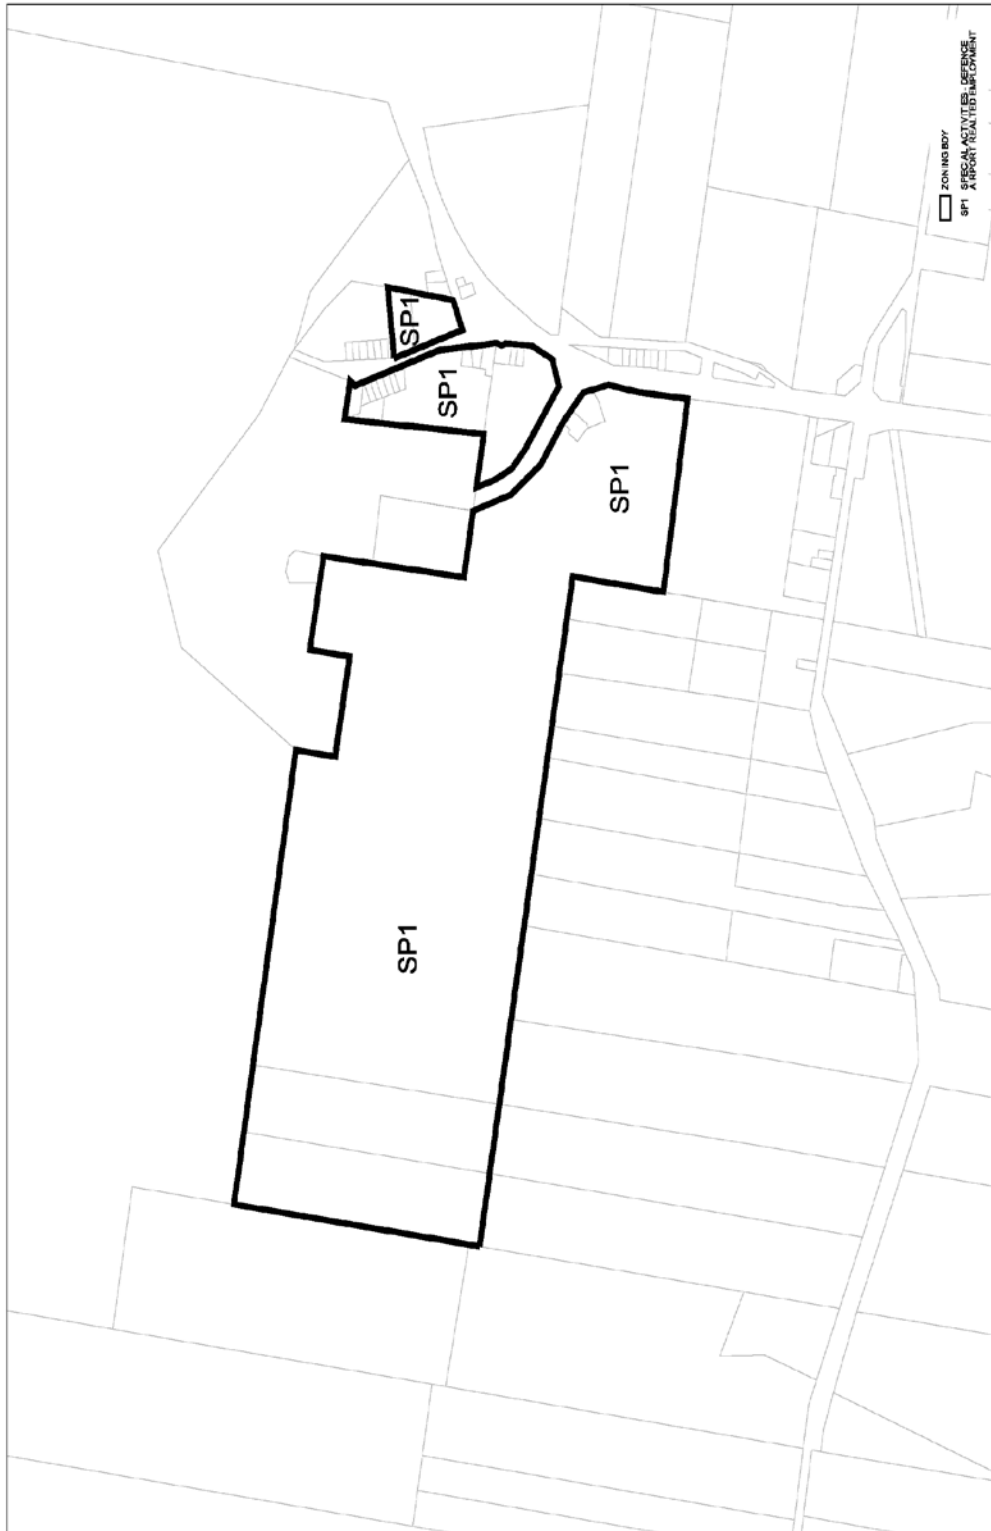 SP1
SP1
SP1
SP1
ZONING BDY
SP1 SPECIAL ACTIVITIES - DEFENCE
AIRPORT REALTED EMPLOYMENT